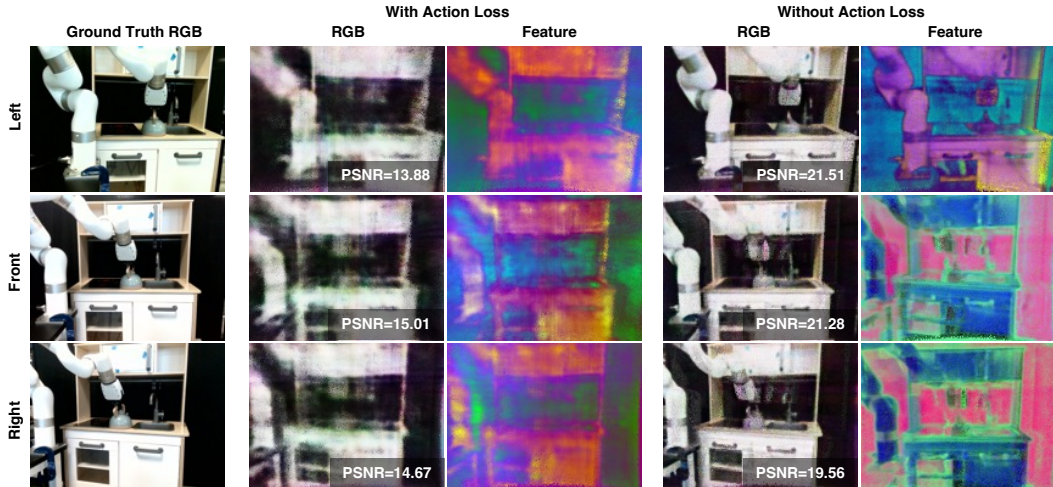 With Action Loss
Without Action Loss
Ground Truth RGB
RGB
Feature
RGB
Feature
Left
PSNR=13.88
PSNR=21.51
Front
PSNR=15.01
PSNR=21.28
Right
PSNR=14.67
PSNR=19.56